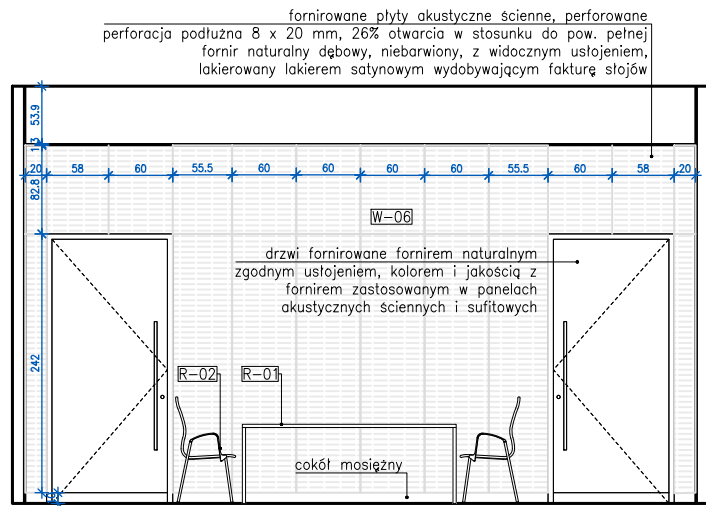 fornirowane płyty akustyczne ścienne, perforowane
perforacja podłużna 8 x 20 mm, 26% otwarcia w stosunku do pow. pełnej
fornir naturalny dębowy, niebarwiony, z widocznym usłojeniem,
lakierowany lakierem satynowym wydobywającym fakturę słojów
53.9
20 58 60 55.5 60 60 60 60 55.5 60 58 20
82.8
W-06
drzwi fornirowane fornirem naturalnym
zgodnym usłojeniem, kolorem i jakością z
fornirem zastosowanym w panelach
akustycznych ściennych i sufitowych
242
R-02 R-01
cokół mosiężny